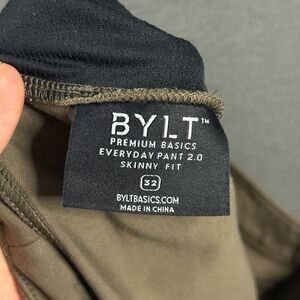 BYLT™
PREMIUM BASICS
EVERYDAY PANT 2.0
SKINNY FIT
32
BYLTBASICS.COM
MADE IN CHINA